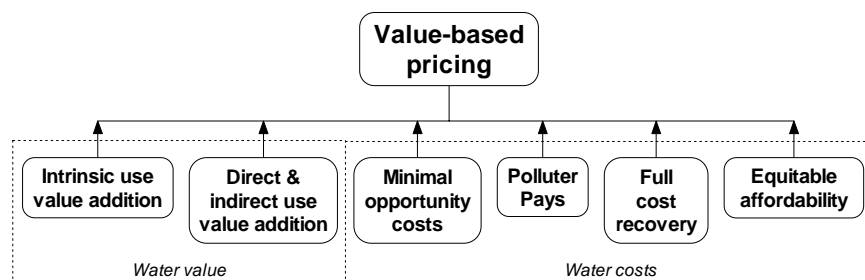 Value-based
pricing
Intrinsic use
value addition
Direct &
indirect use
value addition
Minimal
opportunity
costs
Polluter
Pays
Full
cost
recovery
Equitable
affordability
Water value
Water costs